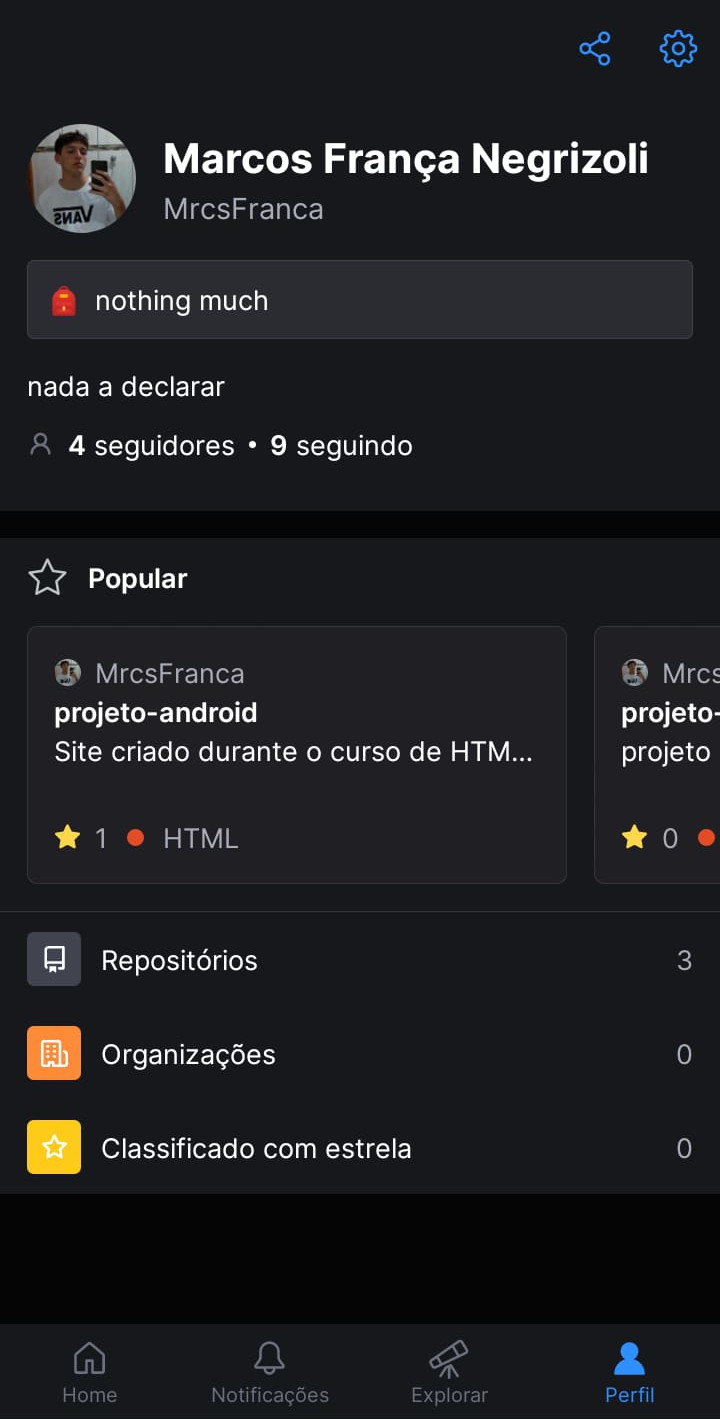 Marcos França Negrizoli
MrcsFranca
nothing much
nada a declarar
4 seguidores • 9 seguindo
Popular
MrcsFranca
projeto-android
Site criado durante o curso de HTM...
1 HTML
Mrcs
projeto-
projeto
0
Repositórios 3
Organizações 0
Classificado com estrela 0
Home Notificações Explorar Perfil